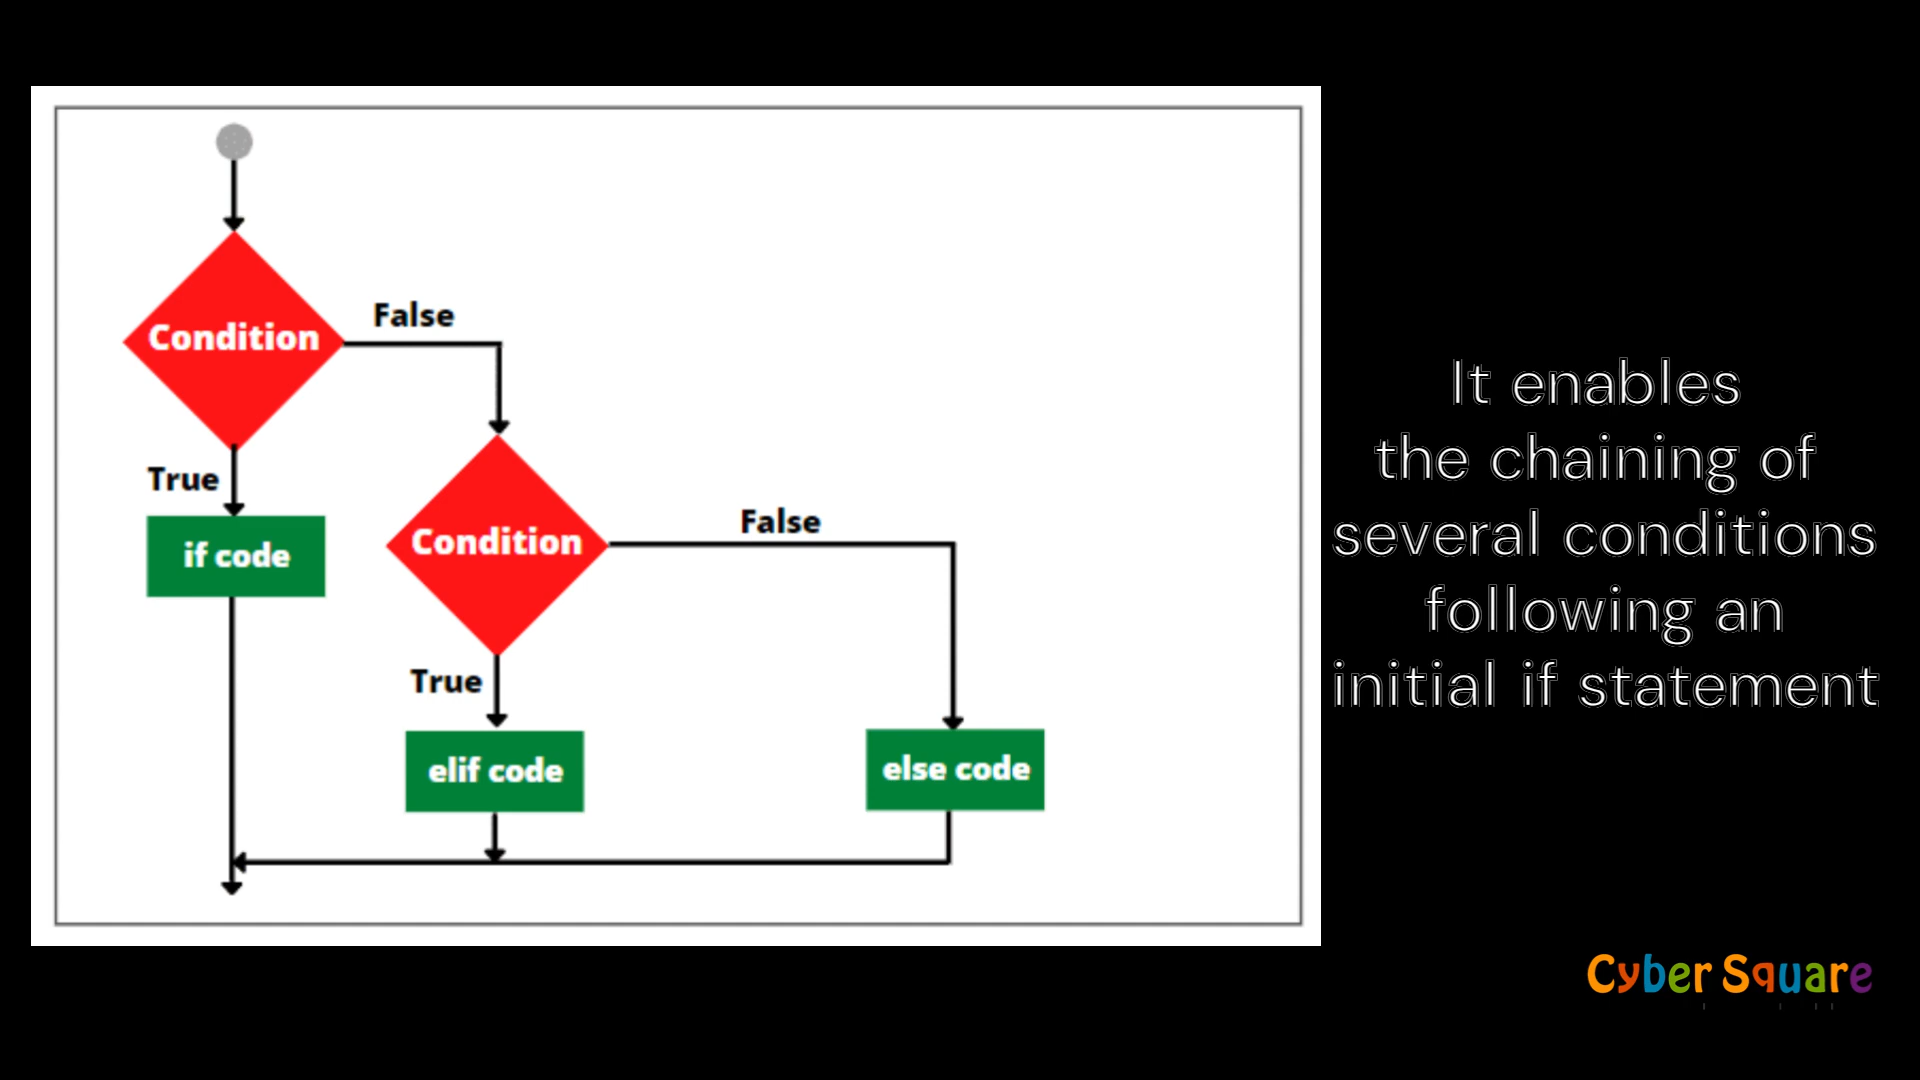 False
Condition
True
if code
False
Condition
True
elif code
else code
It enables
the chaining of
several conditions
following an
initial if statement
Cyber Square